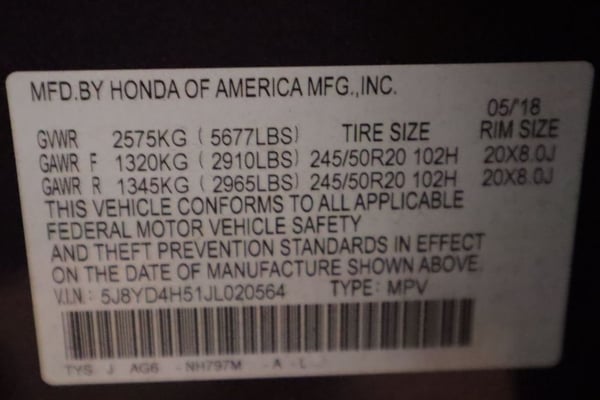 MFD.BY HONDA OF AMERICA MFG.,INC.
05/'18
GVWR 2575KG (5677LBS) TIRE SIZE RIM SIZE
GAWR F 1320KG (2910LBS) 245/50R20 102H 20X8.0J
GAWR R 1345KG (2965LBS) 245/50R20 102H 20X8.0J
THIS VEHICLE CONFORMS TO ALL APPLICABLE
FEDERAL MOTOR VEHICLE SAFETY
AND THEFT PREVENTION STANDARDS IN EFFECT
ON THE DATE OF MANUFACTURE SHOWN ABOVE.
V.I.N.: 5J8YD4H51JL020564 TYPE: MPV
TYS J AG6 - NH797M - A - L